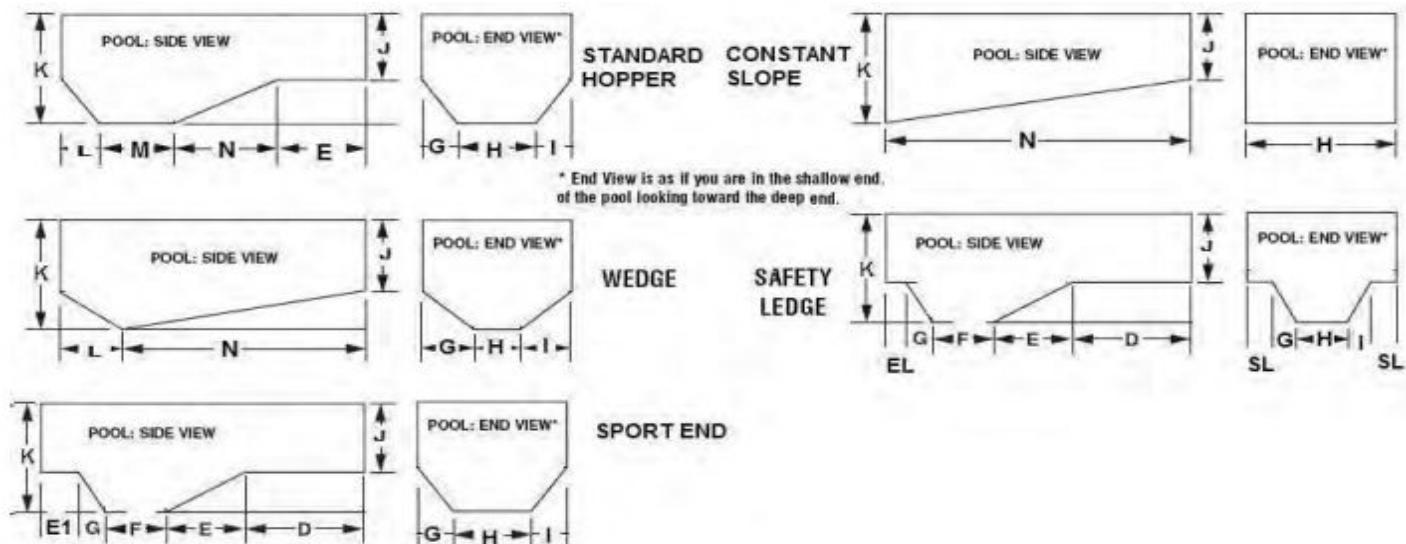 K
POOL: SIDE VIEW
J
L M N E
POOL: END VIEW*
G H I
STANDARD
HOPPER
CONSTANT
SLOPE
K
POOL: SIDE VIEW
J
N
POOL: END VIEW*
H
* End View is as if you are in the shallow end.
of the pool looking toward the deep end.
K
POOL: SIDE VIEW
J
L N
POOL: END VIEW*
G H I
WEDGE
SAFETY
LEDGE
K
POOL: SIDE VIEW
J
G F E D
EL
POOL: END VIEW*
G H I
SL SL
K
POOL: SIDE VIEW
J
E1 G F E D
POOL: END VIEW*
G H I
SPORT END